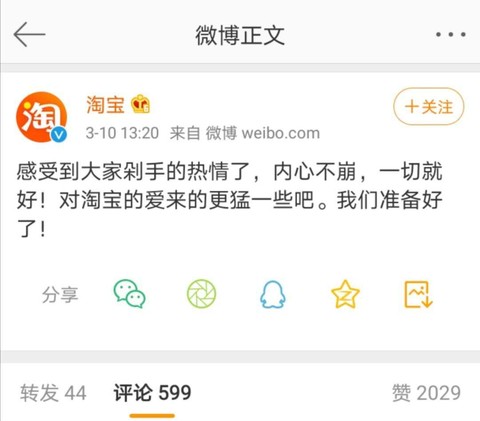 微博正文
淘
淘宝
3-10 13:20 来自 微博 weibo.com
+关注
感受到大家剁手的热情了，内心不崩，一切就
好！对淘宝的爱来的更猛一些吧。我们准备好
了！
分享
转发 44 评论 599 赞 2029